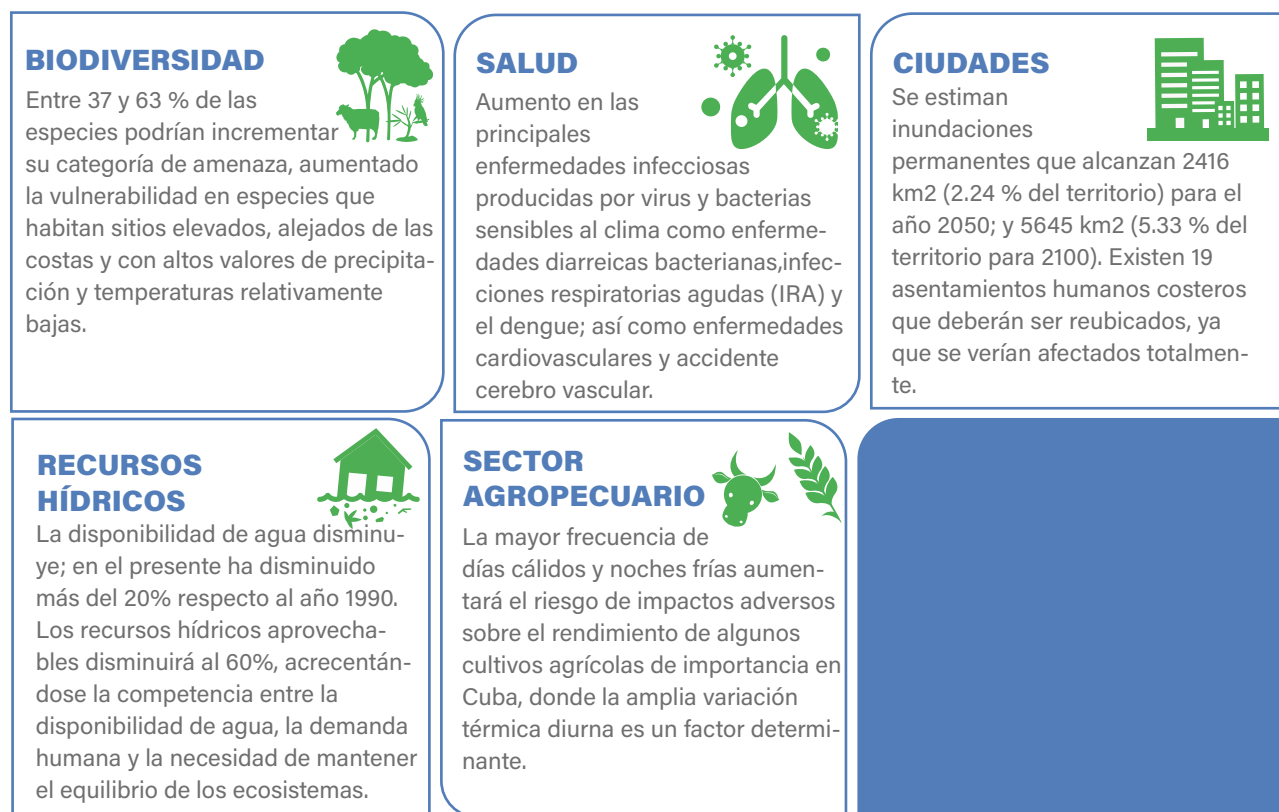 BIODIVERSIDAD
Entre 37 y 63 % de las
especies podrían incrementar
su categoría de amenaza, aumentado
la vulnerabilidad en especies que
habitan sitios elevados, alejados de las
costas y con altos valores de precipita-
ción y temperaturas relativamente
bajas.
SALUD
Aumento en las
principales
enfermedades infecciosas
producidas por virus y bacterias
sensibles al clima como enferme-
dades diarreicas bacterianas,infec-
ciones respiratorias agudas (IRA) y
el dengue; así como enfermedades
cardiovasculares y accidente
cerebro vascular.
CIUDADES
Se estiman
inundaciones
permanentes que alcanzan 2416
km2 (2.24 % del territorio) para el
año 2050; y 5645 km2 (5.33 % del
territorio para 2100). Existen 19
asentamientos humanos costeros
que deberán ser reubicados, ya
que se verían afectados totalmen-
te.
RECURSOS
HÍDRICOS
La disponibilidad de agua disminu-
ye; en el presente ha disminuido
más del 20% respecto al año 1990.
Los recursos hídricos aprovecha-
bles disminuirá al 60%, acrecentán-
dose la competencia entre la
disponibilidad de agua, la demanda
humana y la necesidad de mantener
el equilibrio de los ecosistemas.
SECTOR
AGROPECUARIO
La mayor frecuencia de
días cálidos y noches frías aumen-
tará el riesgo de impactos adversos
sobre el rendimiento de algunos
cultivos agrícolas de importancia en
Cuba, donde la amplia variación
térmica diurna es un factor determi-
nante.